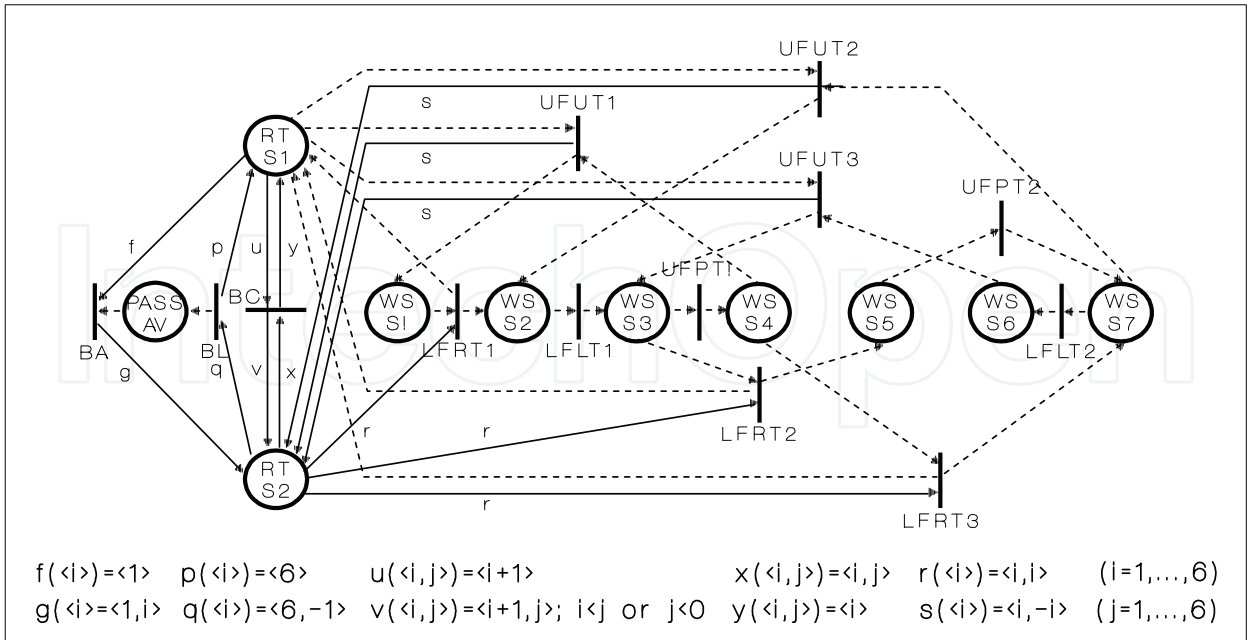 UFUT2
s
UFUT1
RT
S1
s
UFUT3
UFPT2
s
f
p
u
y
UFPT1
PASS
AV
BC
WS
S1
WS
S2
WS
S3
WS
S4
WS
S5
WS
S6
WS
S7
BA
BL
LFRT1
LFLT1
LFLT2
g
q
v
x
LFRT2
r
r
RT
S2
r
LFRT3
f(<i>)=<1> p(<i>)=<6> u(<i,j>)=<i+1> x(<i,j>)=<i,j> r(<i>)=<i,i> (i=1,...,6)
g(<i>=<1,i> q(<i>)=<6,-1> v(<i,j>)=<i+1,j>; i<j or j<0 y(<i,j>)=<i> s(<i>)=<i,-i> (j=1,...,6)
IntechOpen